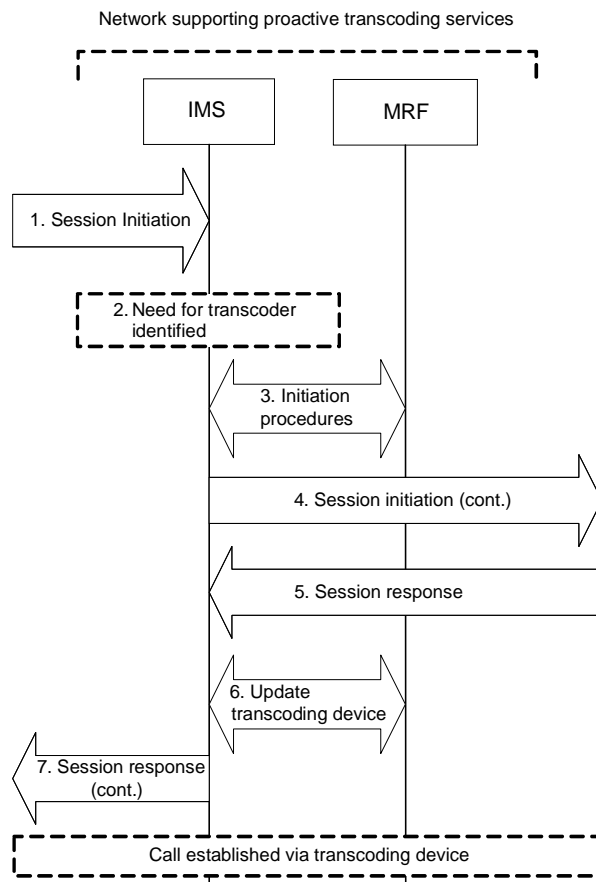 Network supporting proactive transcoding services
IMS
MRF
1. Session Initiation
2. Need for transcoder
identified
3. Initiation
procedures
4. Session initiation (cont.)
5. Session response
6. Update
transcoding device
7. Session response
(cont.)
Call established via transcoding device